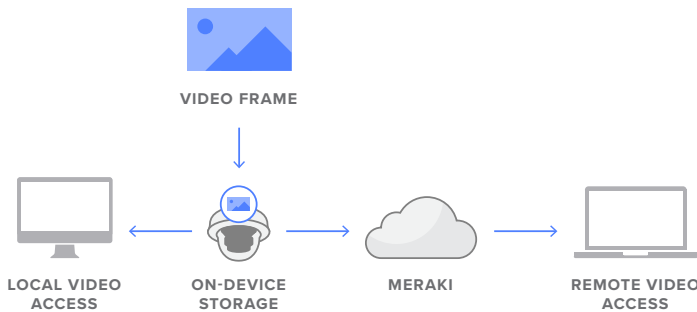 VIDEO FRAME
LOCAL VIDEO
ACCESS
ON-DEVICE
STORAGE
MERAKI
REMOTE VIDEO
ACCESS